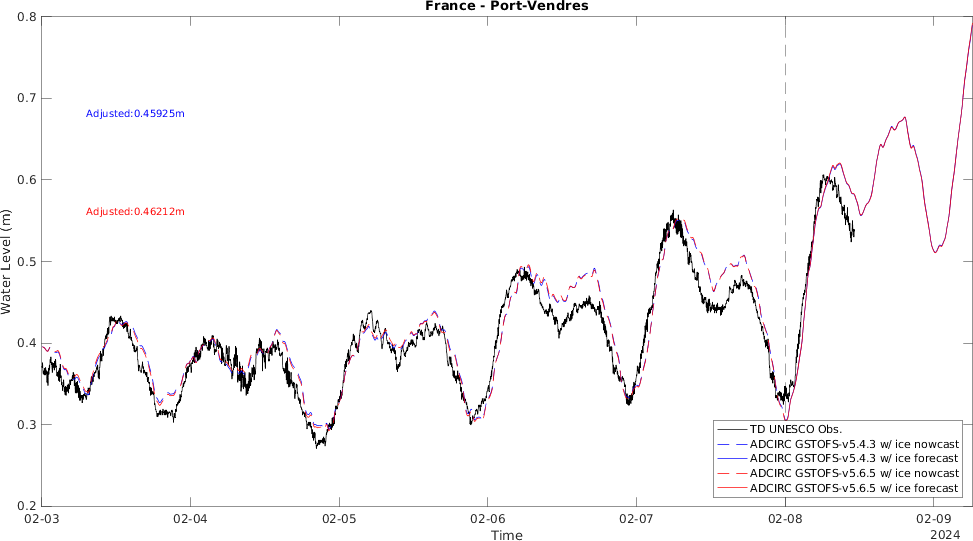 France - Port-Vendres
0.8
0.7
0.6
0.5
0.4
0.3
0.2
Water Level (m)
Adjusted:0.45925m
Adjusted:0.46212m
TD UNESCO Obs.
ADCIRC GSTOFS-v5.4.3 w/ ice nowcast
ADCIRC GSTOFS-v5.4.3 w/ ice forecast
ADCIRC GSTOFS-v5.6.5 w/ ice nowcast
ADCIRC GSTOFS-v5.6.5 w/ ice forecast
02-03 02-04 02-05 02-06 02-07 02-08 02-09
Time
2024